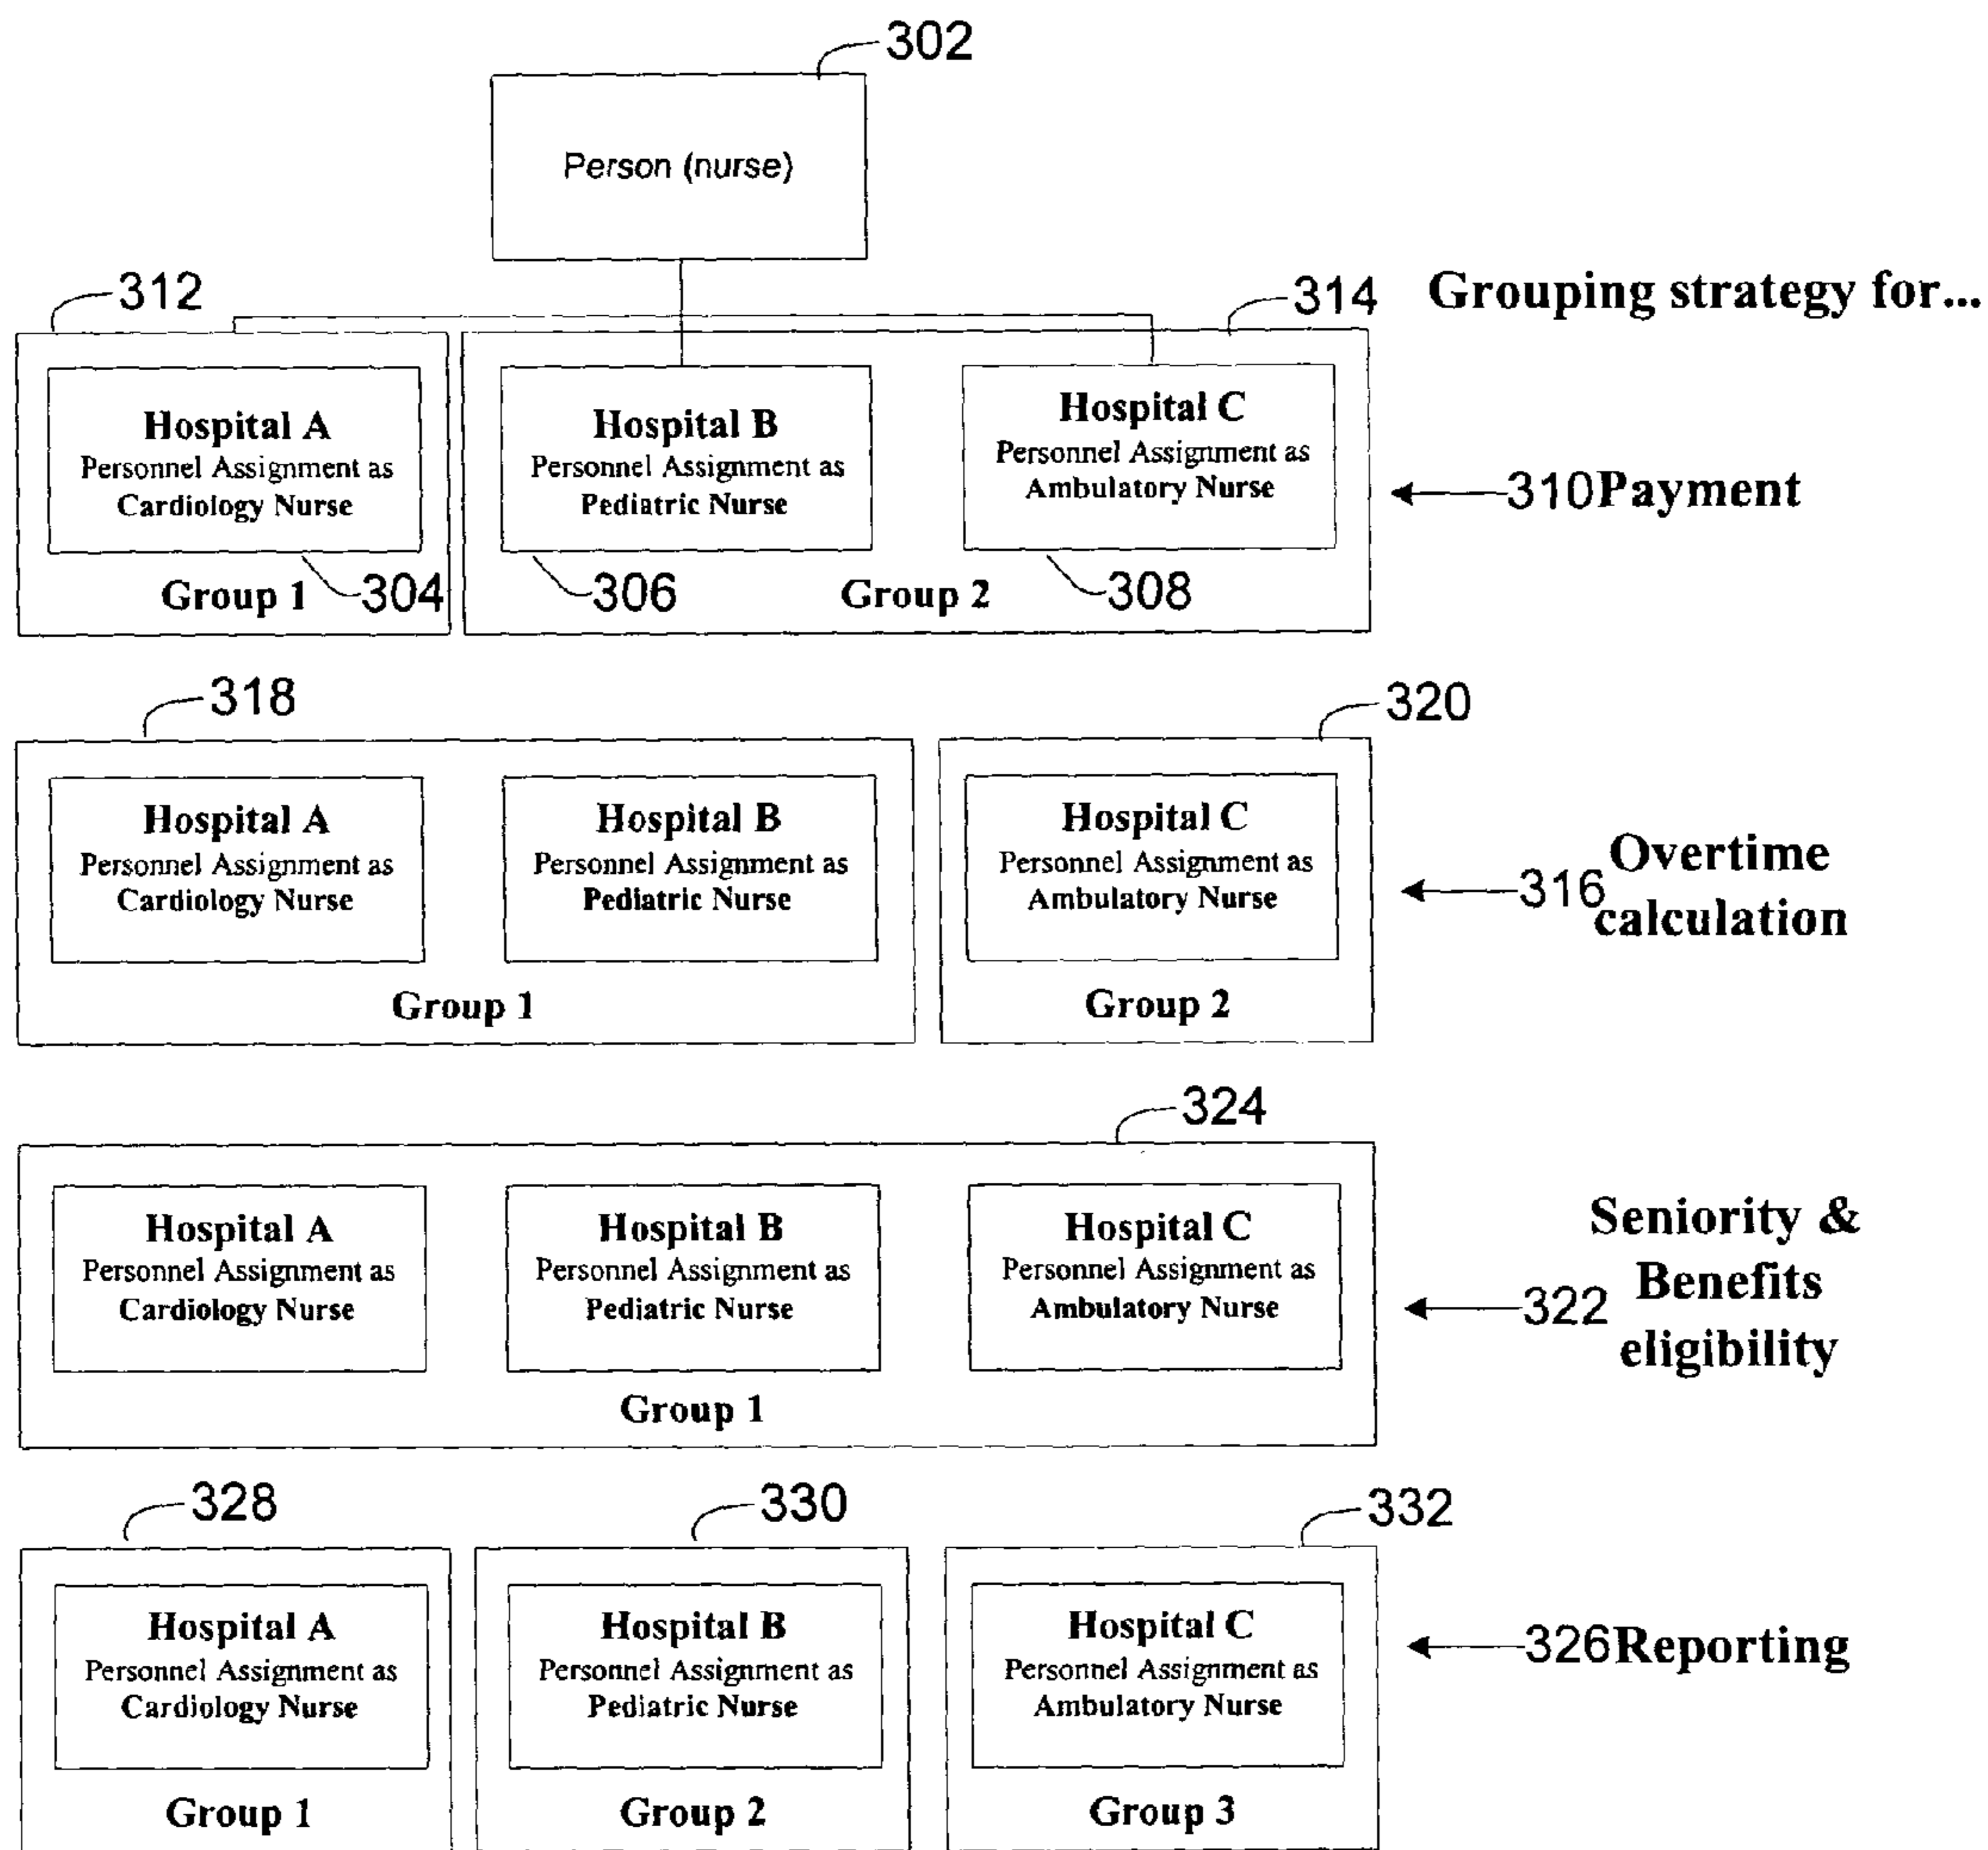 302
Person (nurse)
312
314
Grouping strategy for...
Hospital A
Personnel Assignment as
Cardiology Nurse
Hospital B
Personnel Assignment as
Pediatric Nurse
Hospital C
Personnel Assignment as
Ambulatory Nurse
310 Payment
Group 1
304
306
Group 2
308
318
320
Hospital A
Personnel Assignment as
Cardiology Nurse
Hospital B
Personnel Assignment as
Pediatric Nurse
Hospital C
Personnel Assignment as
Ambulatory Nurse
316
Overtime
calculation
Group 1
Group 2
324
Hospital A
Personnel Assignment as
Cardiology Nurse
Hospital B
Personnel Assignment as
Pediatric Nurse
Hospital C
Personnel Assignment as
Ambulatory Nurse
322
Seniority &
Benefits
eligibility
Group 1
328
330
332
Hospital A
Personnel Assignment as
Cardiology Nurse
Hospital B
Personnel Assignment as
Pediatric Nurse
Hospital C
Personnel Assignment as
Ambulatory Nurse
326 Reporting
Group 1
Group 2
Group 3